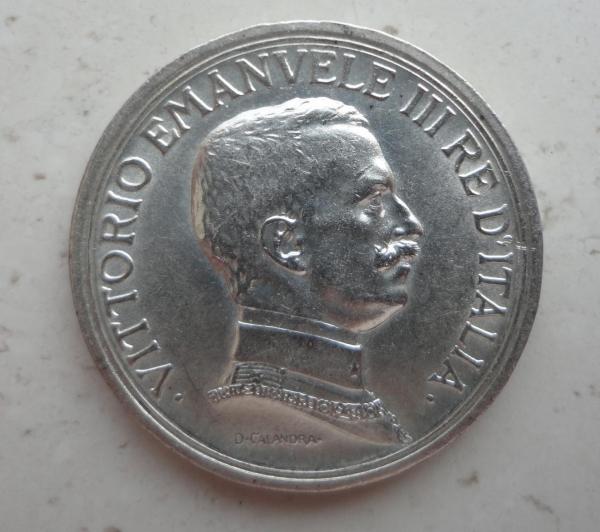 · VITTORIO EMANVELE III RE D'ITALIA ·
D · CALANDRA ·